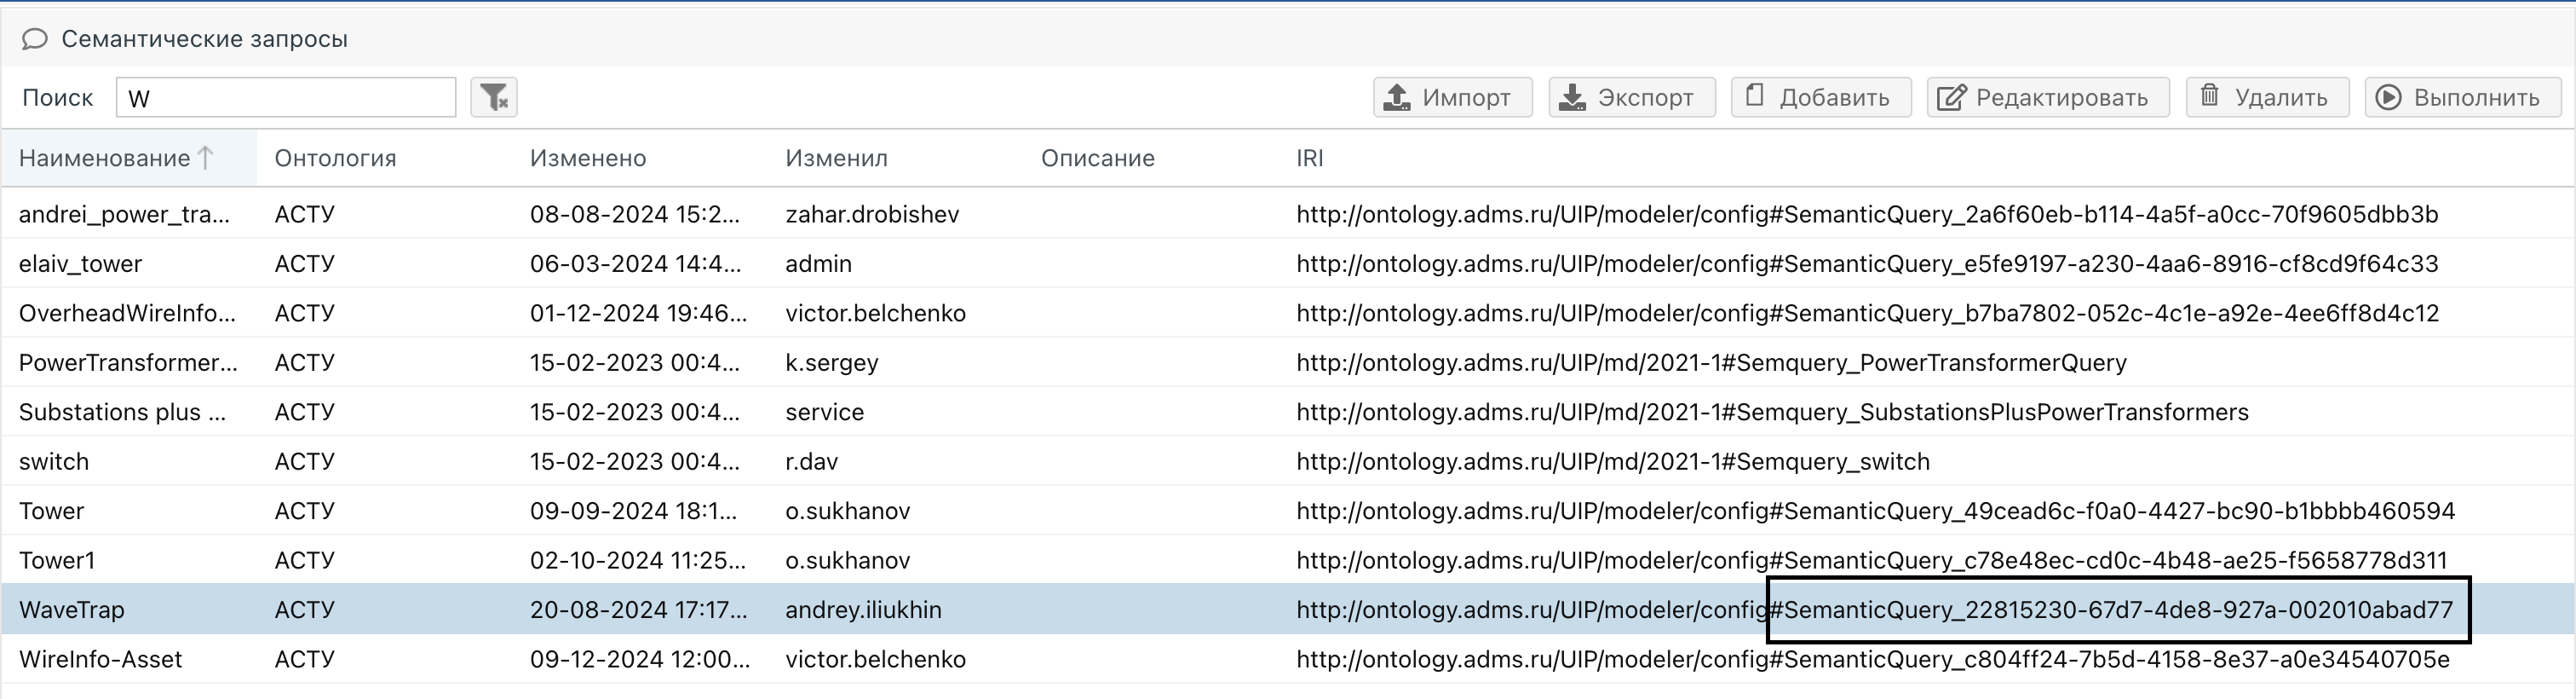 Семантические запросы
Поиск W Импорт Экспорт Добавить Редактировать Удалить Выполнить
Наименование Онтология Изменено Изменил Описание IRI
andrei_power_tra... АСТУ 08-08-2024 15:2... zahar.drobishev http://ontology.adms.ru/UIP/modeler/config#SemanticQuery_2a6f60eb-b114-4a5f-a0cc-70f9605dbb3b
elaiv_tower АСТУ 06-03-2024 14:4... admin http://ontology.adms.ru/UIP/modeler/config#SemanticQuery_e5fe9197-a230-4aa6-8916-cf8cd9f64c33
OverheadWireInfo... АСТУ 01-12-2024 19:46... victor.belchenko http://ontology.adms.ru/UIP/modeler/config#SemanticQuery_b7ba7802-052c-4c1e-a92e-4ee6ff8d4c12
PowerTransformer... АСТУ 15-02-2023 00:4... k.sergey http://ontology.adms.ru/UIP/md/2021-1#Semquery_PowerTransformerQuery
Substations plus ... АСТУ 15-02-2023 00:4... service http://ontology.adms.ru/UIP/md/2021-1#Semquery_SubstationsPlusPowerTransformers
switch АСТУ 15-02-2023 00:4... r.dav http://ontology.adms.ru/UIP/md/2021-1#Semquery_switch
Tower АСТУ 09-09-2024 18:1... o.sukhanov http://ontology.adms.ru/UIP/modeler/config#SemanticQuery_49cead6c-f0a0-4427-bc90-b1bbbb460594
Tower1 АСТУ 02-10-2024 11:25... o.sukhanov http://ontology.adms.ru/UIP/modeler/config#SemanticQuery_c78e48ec-cd0c-4b48-ae25-f5658778d311
WaveTrap АСТУ 20-08-2024 17:17... andrey.iliukhin http://ontology.adms.ru/UIP/modeler/config#SemanticQuery_22815230-67d7-4de8-927a-002010abad77
WireInfo-Asset АСТУ 09-12-2024 12:00... victor.belchenko http://ontology.adms.ru/UIP/modeler/config#SemanticQuery_c804ff24-7b5d-4158-8e37-a0e34540705e